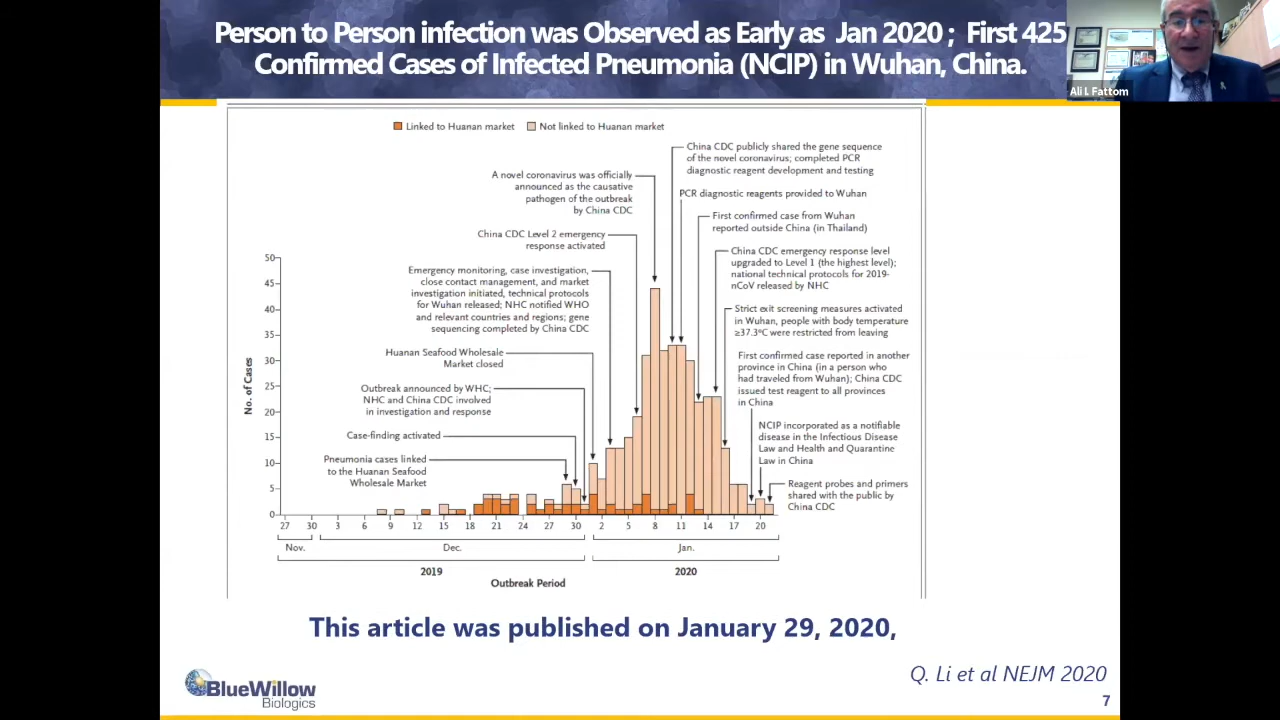 Person to Person infection was Observed as Early as Jan 2020 ; First 425
Confirmed Cases of Infected Pneumonia (NCIP) in Wuhan, China.
Ali L Fattom
Linked to Huanan market
Not linked to Huanan market
China CDC publicly shared the gene sequence
of the novel coronavirus; completed PCR
diagnostic reagent development and testing
A novel coronavirus was officially
announced as the causative
pathogen of the outbreak
by China CDC
PCR diagnostic reagents provided to Wuhan
First confirmed case from Wuhan
reported outside China (in Thailand)
China CDC Level 2 emergency
response activated
China CDC emergency response level
upgraded to Level 1 (the highest level);
national technical protocols for 2019-
nCoV released by NHC
Emergency monitoring, case investigation,
close contact management, and market
investigation initiated, technical protocols
for Wuhan released; NHC notified WHO
and relevant countries and regions; gene
sequencing completed by China CDC
Strict exit screening measures activated
in Wuhan, people with body temperature
≥37.3°C were restricted from leaving
Huanan Seafood Wholesale
Market closed
First confirmed case reported in another
province in China (in a person who
had traveled from Wuhan); China CDC
issued test reagent to all provinces
in China
Outbreak announced by WHC;
NHC and China CDC involved
in investigation and response
Case-finding activated
NCIP incorporated as a notifiable
disease in the Infectious Disease
Law and Health and Quarantine
Law in China
Pneumonia cases linked
to the Huanan Seafood
Wholesale Market
Reagent probes and primers
shared with the public by
China CDC
No. of Cases
50
45
40
35
30
25
20
15
10
5
0
27 30 3 6 9 12 15 18 21 24 27 30 2 5 8 11 14 17 20
Nov. Dec. Jan.
2019 2020
Outbreak Period
This article was published on January 29, 2020,
Q. Li et al NEJM 2020
BlueWillow
Biologics
7